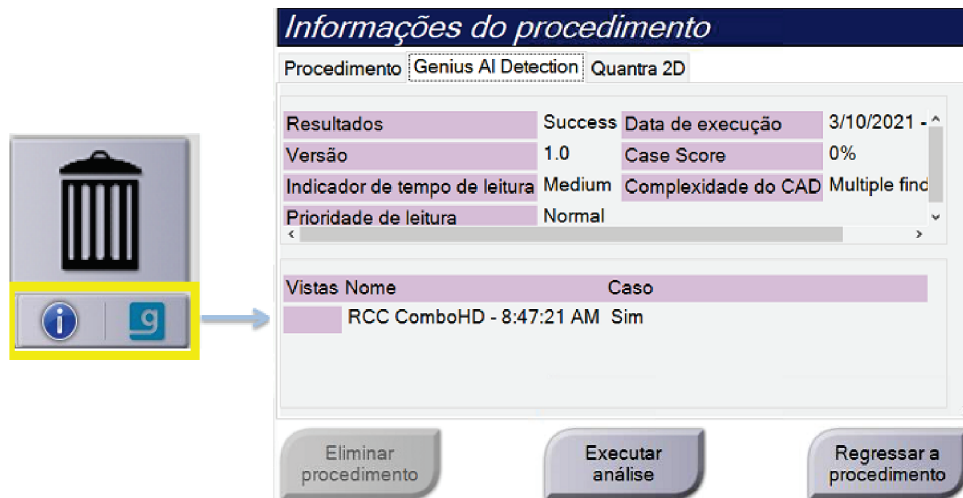 Informações do procedimento
Procedimento Genius AI Detection Quantra 2D
Resultados Success Data de execução 3/10/2021 -
Versão 1.0 Case Score 0%
Indicador de tempo de leitura Medium Complexidade do CAD Multiple find
Prioridade de leitura Normal
Vistas Nome Caso
RCC ComboHD - 8:47:21 AM Sim
i g
Eliminar procedimento
Executar análise
Regressar a procedimento